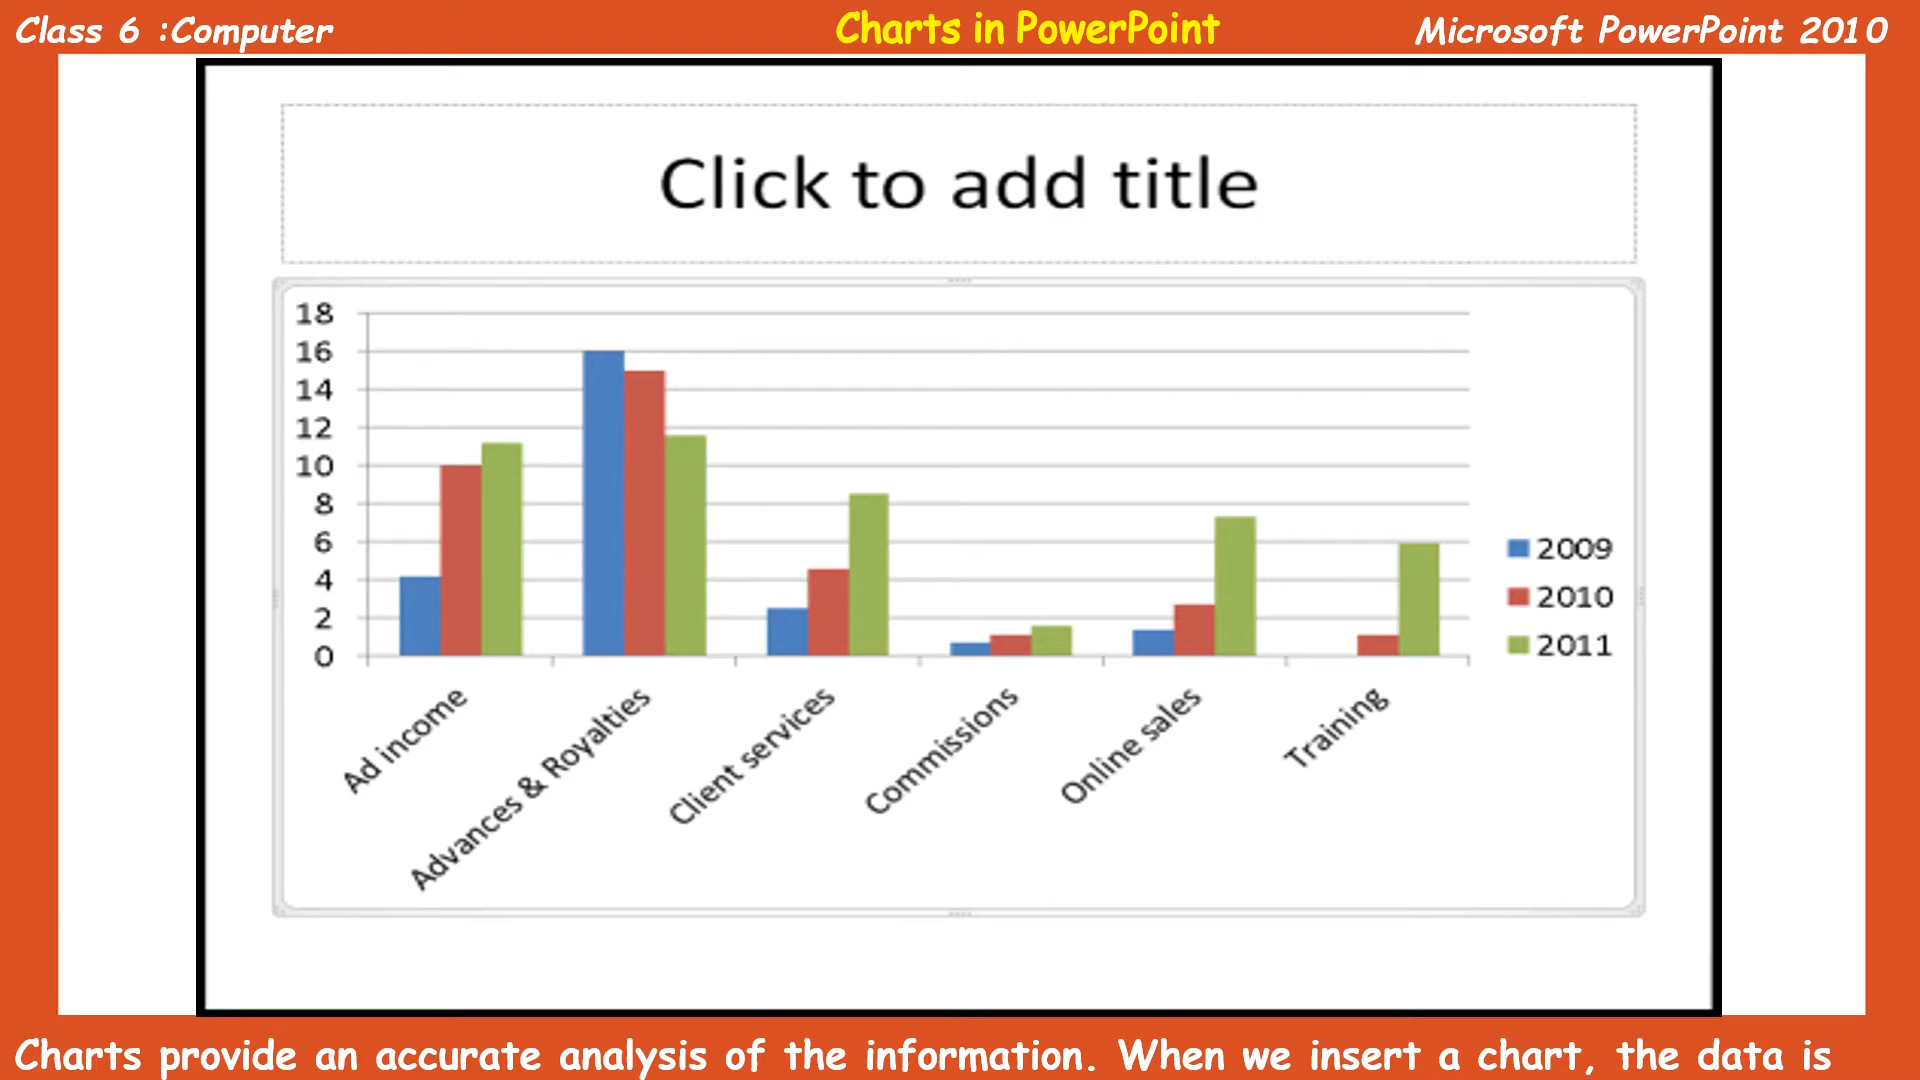 Class 6 :Computer
Charts in PowerPoint
Microsoft PowerPoint 2010
Click to add title
18
16
14
12
10
8
6
4
2
0
2009
2010
2011
Ad income
Advances & Royalties
Client services
Commissions
Online sales
Training
Charts provide an accurate analysis of the information. When we insert a chart, the data is